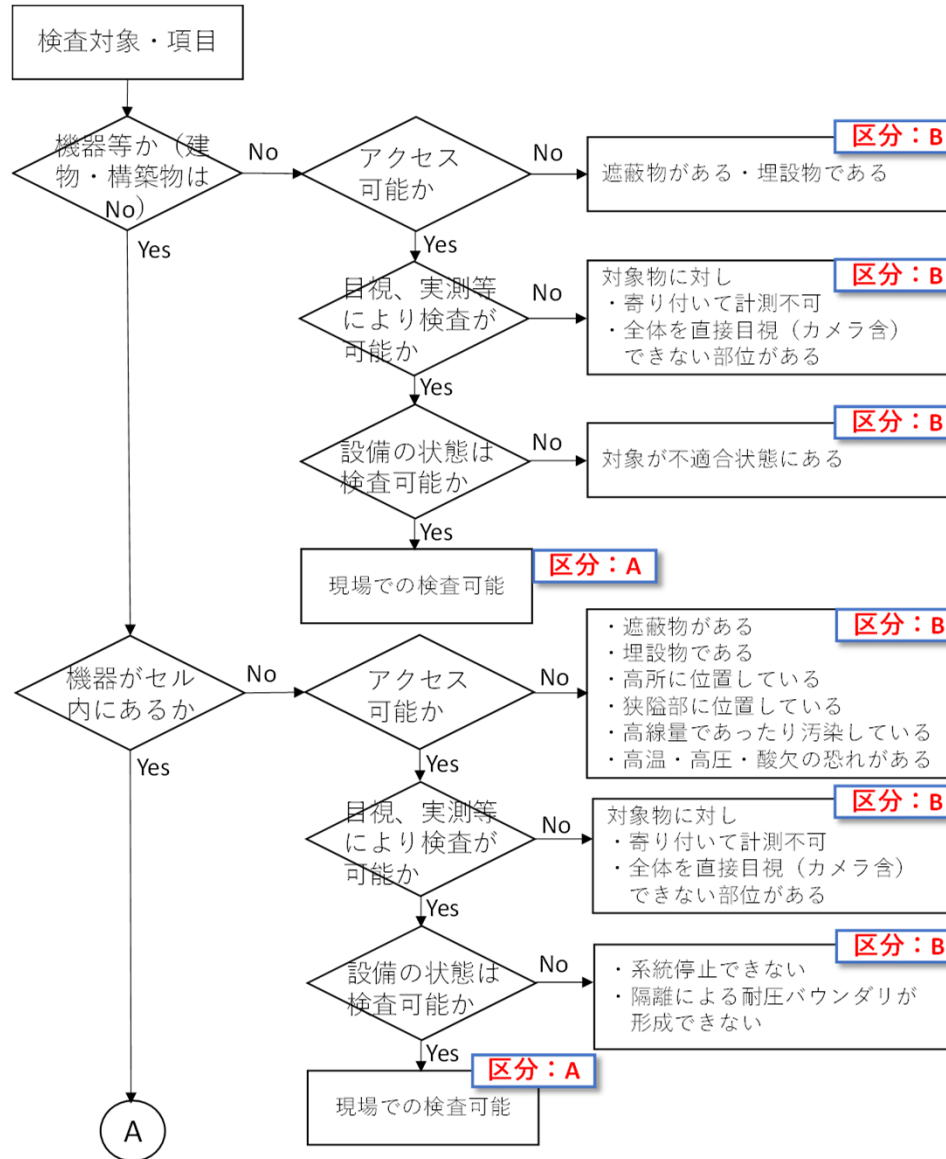 検査対象・項目
機器等か（建
物・構築物は
No）
No
アクセス
可能か
No
区分：B
遮蔽物がある・埋設物である
Yes
Yes
目視、実測等
により検査が
可能か
No
区分：B
対象物に対し
・寄り付いて計測不可
・全体を直接目視（カメラ含）
できない部位がある
Yes
設備の状態は
検査可能か
No
区分：B
対象が不適合状態にある
Yes
区分：A
現場での検査可能
機器がセル
内にあるか
No
アクセス
可能か
No
区分：B
・遮蔽物がある
・埋設物である
・高所に位置している
・狭隘部に位置している
・高線量であったり汚染している
・高温・高圧・酸欠の恐れがある
Yes
Yes
目視、実測等
により検査が
可能か
No
区分：B
対象物に対し
・寄り付いて計測不可
・全体を直接目視（カメラ含）
できない部位がある
Yes
設備の状態は
検査可能か
No
区分：B
・系統停止できない
・隔離による耐圧バウンダリが
形成できない
Yes
区分：A
現場での検査可能
A